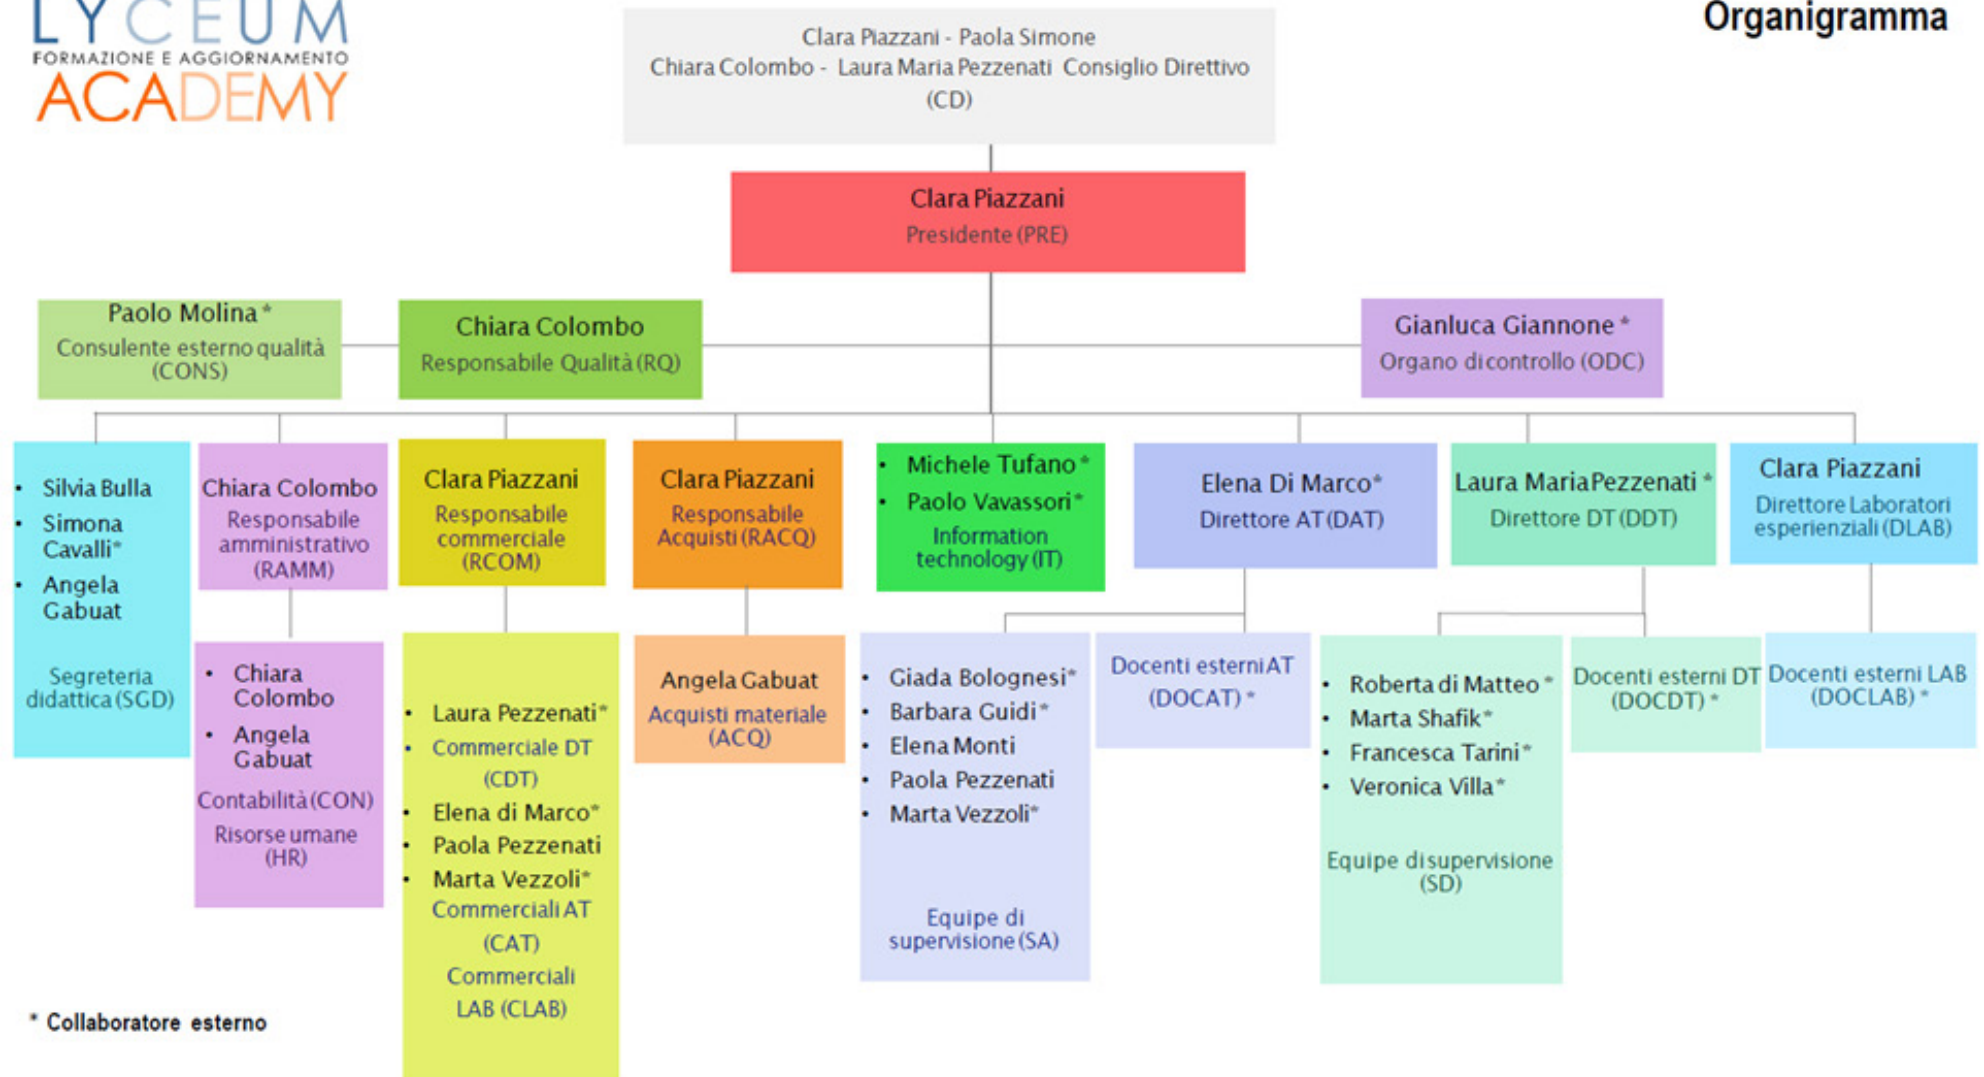 LYCEUM
FORMAZIONE E AGGIORNAMENTO
ACADEMY
Organigramma
Clara Piazzani - Paola Simone
Chiara Colombo - Laura Maria Pezzenati Consiglio Direttivo
(CD)
Clara Piazzani
Presidente (PRE)
Paolo Molina *
Consulente esterno qualità
(CONS)
Chiara Colombo
Responsabile Qualità (RQ)
Gianluca Giannone *
Organo di controllo (ODC)
• Silvia Bulla
• Simona
Cavalli*
• Angela
Gabuat
Segreteria
didattica (SGD)
Chiara Colombo
Responsabile
amministrativo
(RAMM)
Clara Piazzani
Responsabile
commerciale
(RCOM)
Clara Piazzani
Responsabile
Acquisti (RACQ)
• Michele Tufano *
• Paolo Vavassori *
Information
technology (IT)
Elena Di Marco*
Direttore AT (DAT)
Laura Maria Pezzenati *
Direttore DT (DDT)
Clara Piazzani
Direttore Laboratori
esperienziali (DLAB)
• Chiara
Colombo
• Angela
Gabuat
Contabilità (CON)
Risorse umane
(HR)
• Laura Pezzenati*
• Commerciale DT
(CDT)
• Elena di Marco*
• Paola Pezzenati
• Marta Vezzoli*
Commerciali AT
(CAT)
Commerciali
LAB (CLAB)
Angela Gabuat
Acquisti materiale
(ACQ)
• Giada Bolognesi*
• Barbara Guidi*
• Elena Monti
• Paola Pezzenati
• Marta Vezzoli*
Equipe di
supervisione (SA)
Docenti esterni AT
(DOCAT) *
• Roberta di Matteo *
• Marta Shafik*
• Francesca Tarini*
• Veronica Villa*
Equipe di supervisione
(SD)
Docenti esterni DT
(DOCDT) *
Docenti esterni LAB
(DOCLAB) *
* Collaboratore esterno